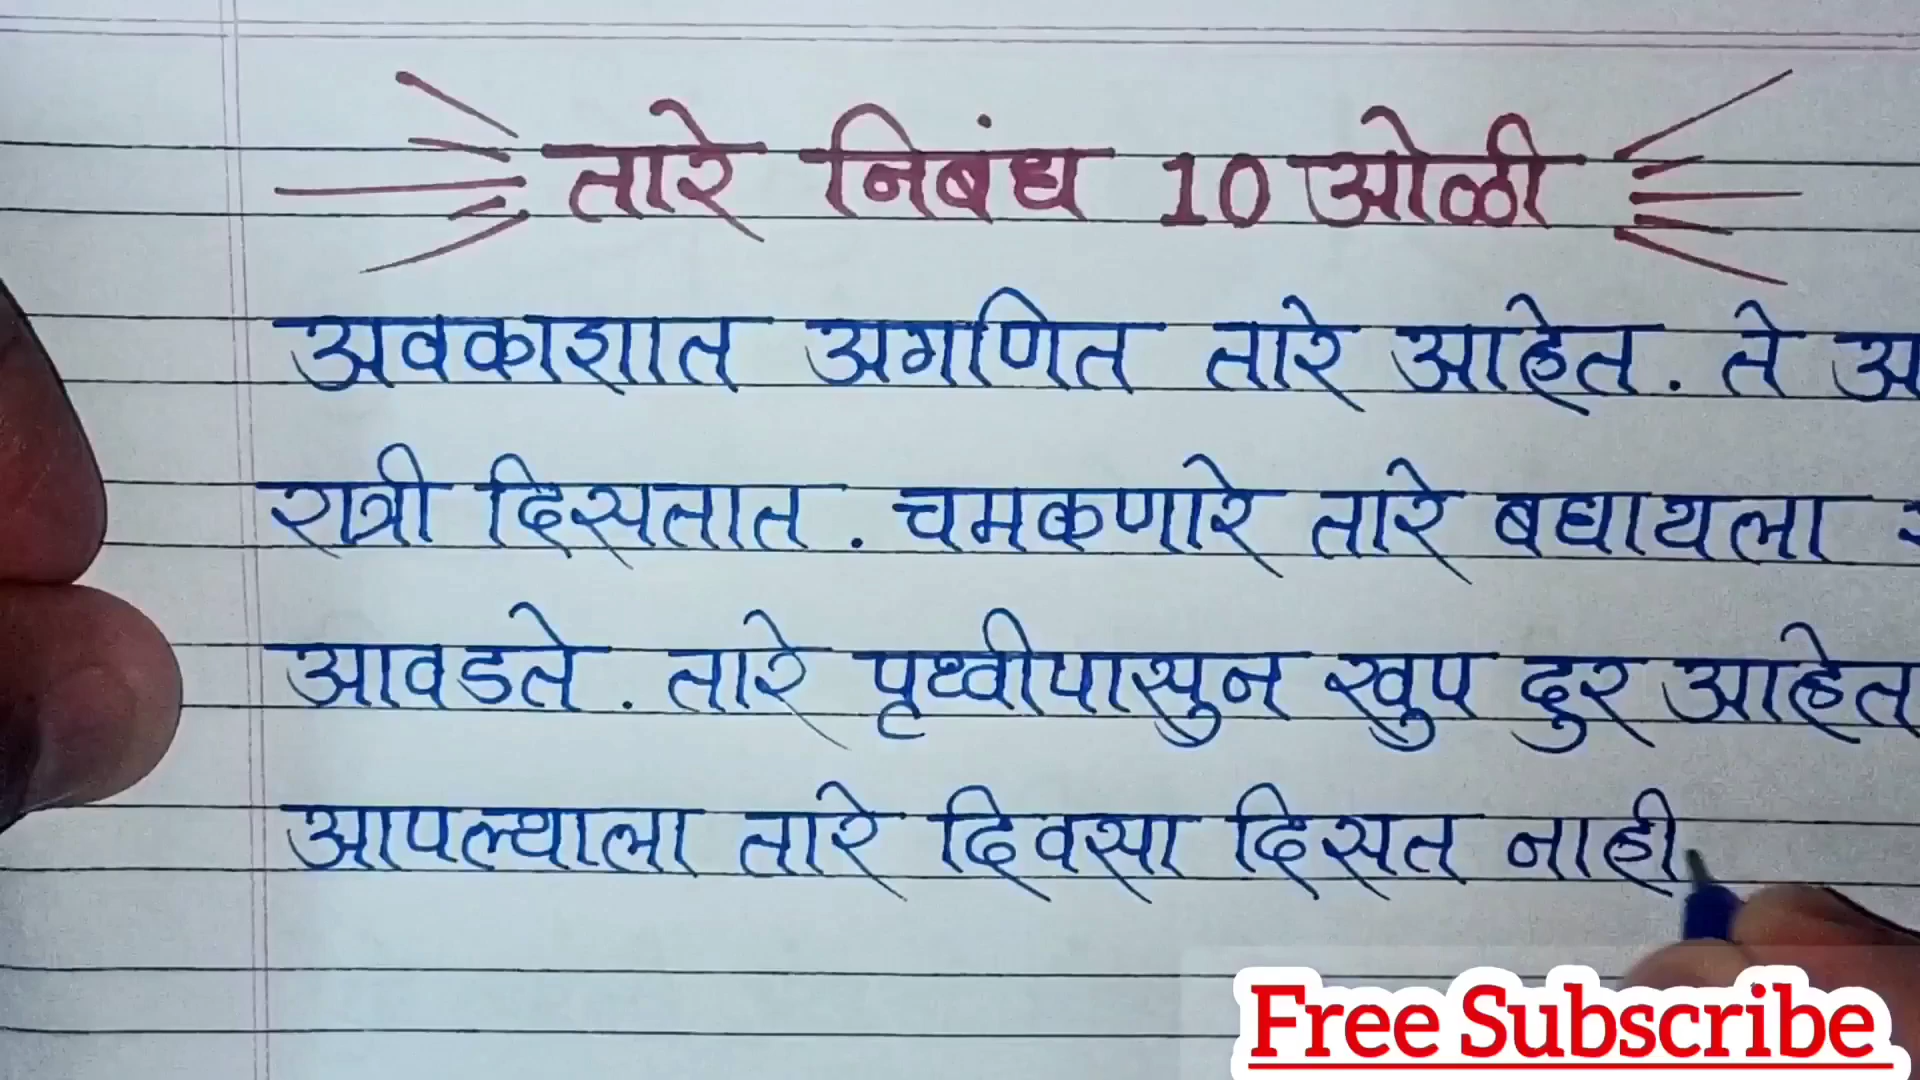 तारे निबंध 10 ओळी
अवकाशात अगणित तारे आहेत. ते
रात्री दिसतात. चमकणारे तारे बघायला
आवडते. तारे पृथ्वीपासुन खुप दुर आहेत
आपल्याला तारे दिवसा दिसत नाही
Free Subscribe